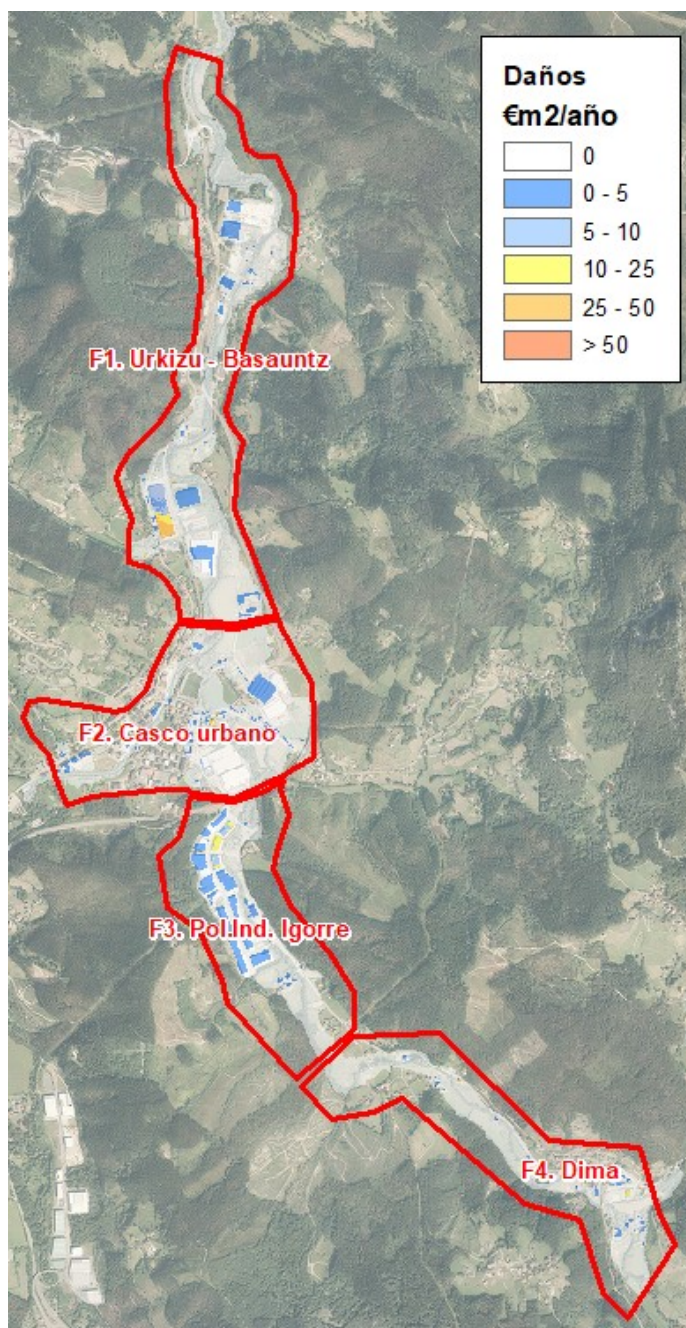 Daños
€m2/año
0
0 - 5
5 - 10
10 - 25
25 - 50
> 50
F1. Urkizu - Basauntz
F2. Casco urbano
F3. Pol.Ind. Igorre
F4. Dima